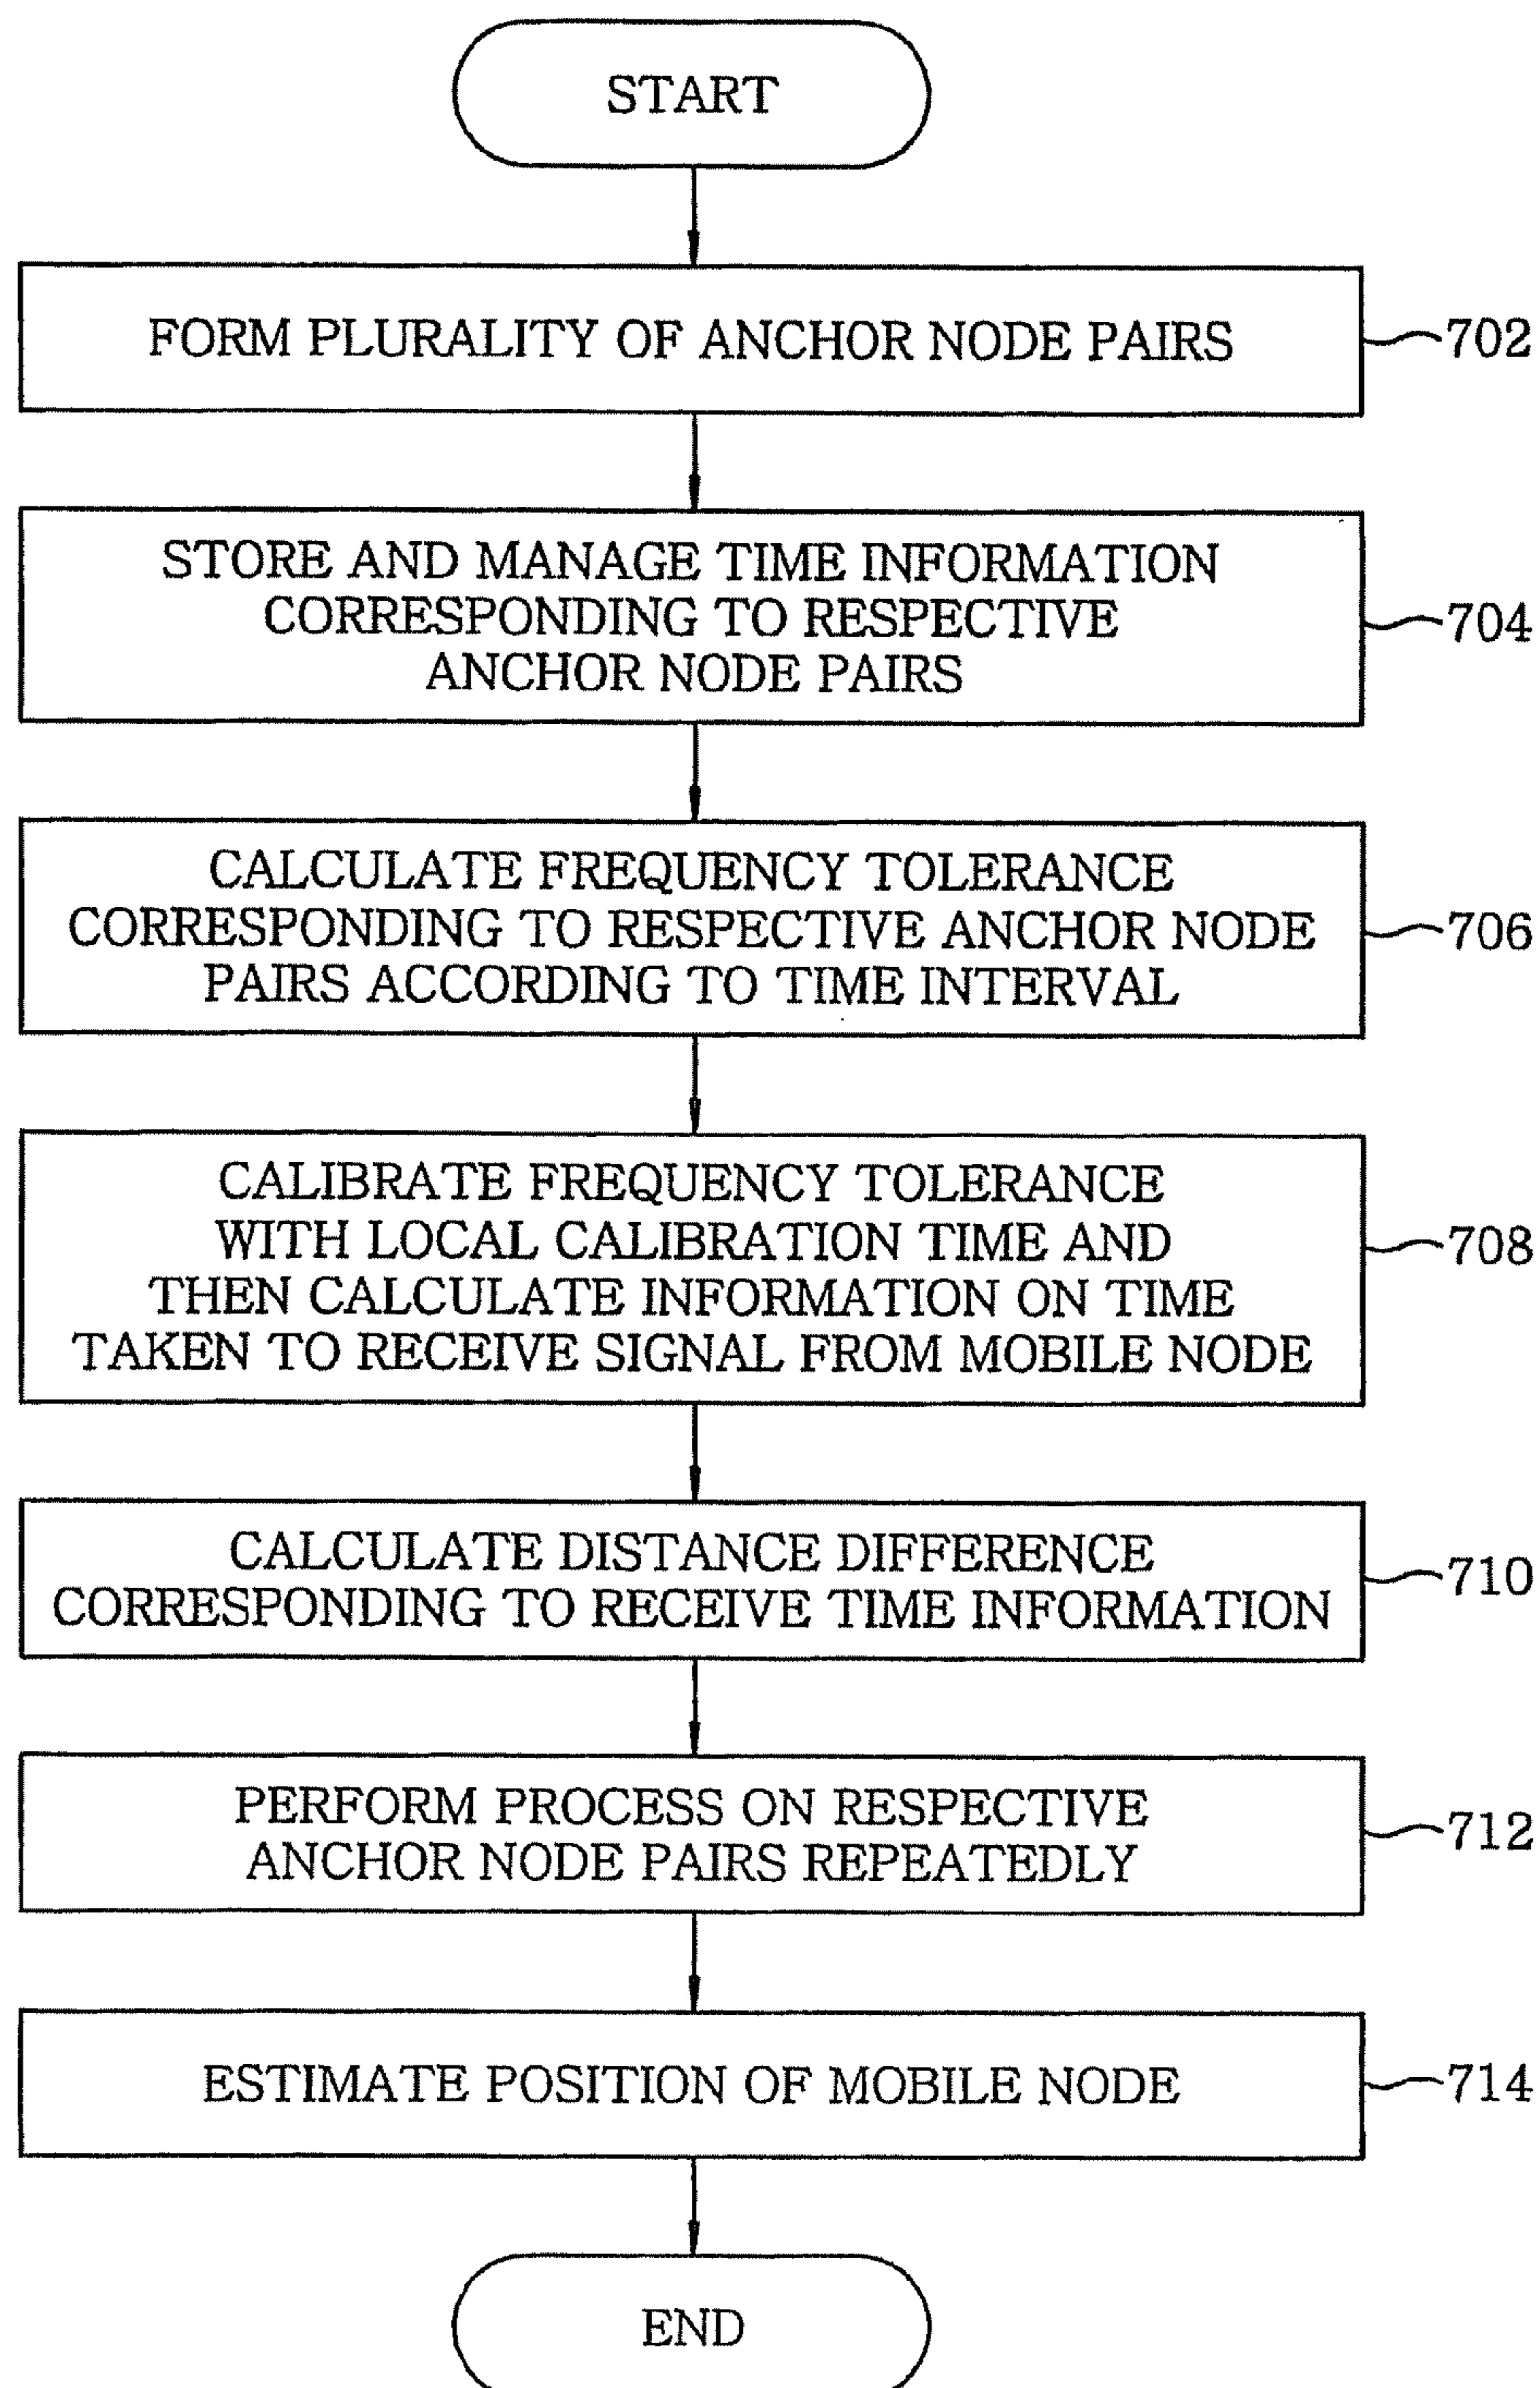 START
FORM PLURALITY OF ANCHOR NODE PAIRS
702
STORE AND MANAGE TIME INFORMATION
CORRESPONDING TO RESPECTIVE
ANCHOR NODE PAIRS
704
CALCULATE FREQUENCY TOLERANCE
CORRESPONDING TO RESPECTIVE ANCHOR NODE
PAIRS ACCORDING TO TIME INTERVAL
706
CALIBRATE FREQUENCY TOLERANCE
WITH LOCAL CALIBRATION TIME AND
THEN CALCULATE INFORMATION ON TIME
TAKEN TO RECEIVE SIGNAL FROM MOBILE NODE
708
CALCULATE DISTANCE DIFFERENCE
CORRESPONDING TO RECEIVE TIME INFORMATION
710
PERFORM PROCESS ON RESPECTIVE
ANCHOR NODE PAIRS REPEATEDLY
712
ESTIMATE POSITION OF MOBILE NODE
714
END